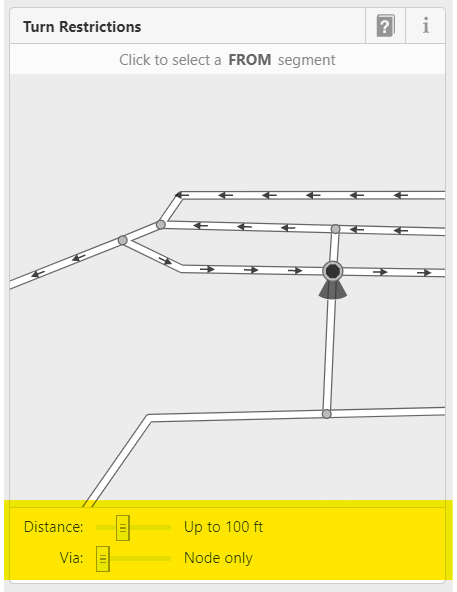 Turn Restrictions
Click to select a FROM segment
Distance: Up to 100 ft
Via: Node only